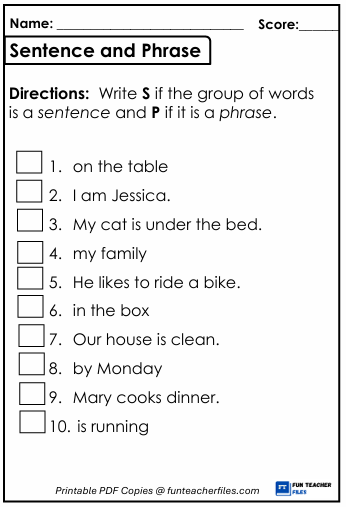 Name: ____________________ Score:_____
Sentence and Phrase
Directions: Write S if the group of words
is a sentence and P if it is a phrase.
1. on the table
2. I am Jessica.
3. My cat is under the bed.
4. my family
5. He likes to ride a bike.
6. in the box
7. Our house is clean.
8. by Monday
9. Mary cooks dinner.
10. is running
Printable PDF Copies @ funteacherfiles.com
FT FUN TEACHER
FILES